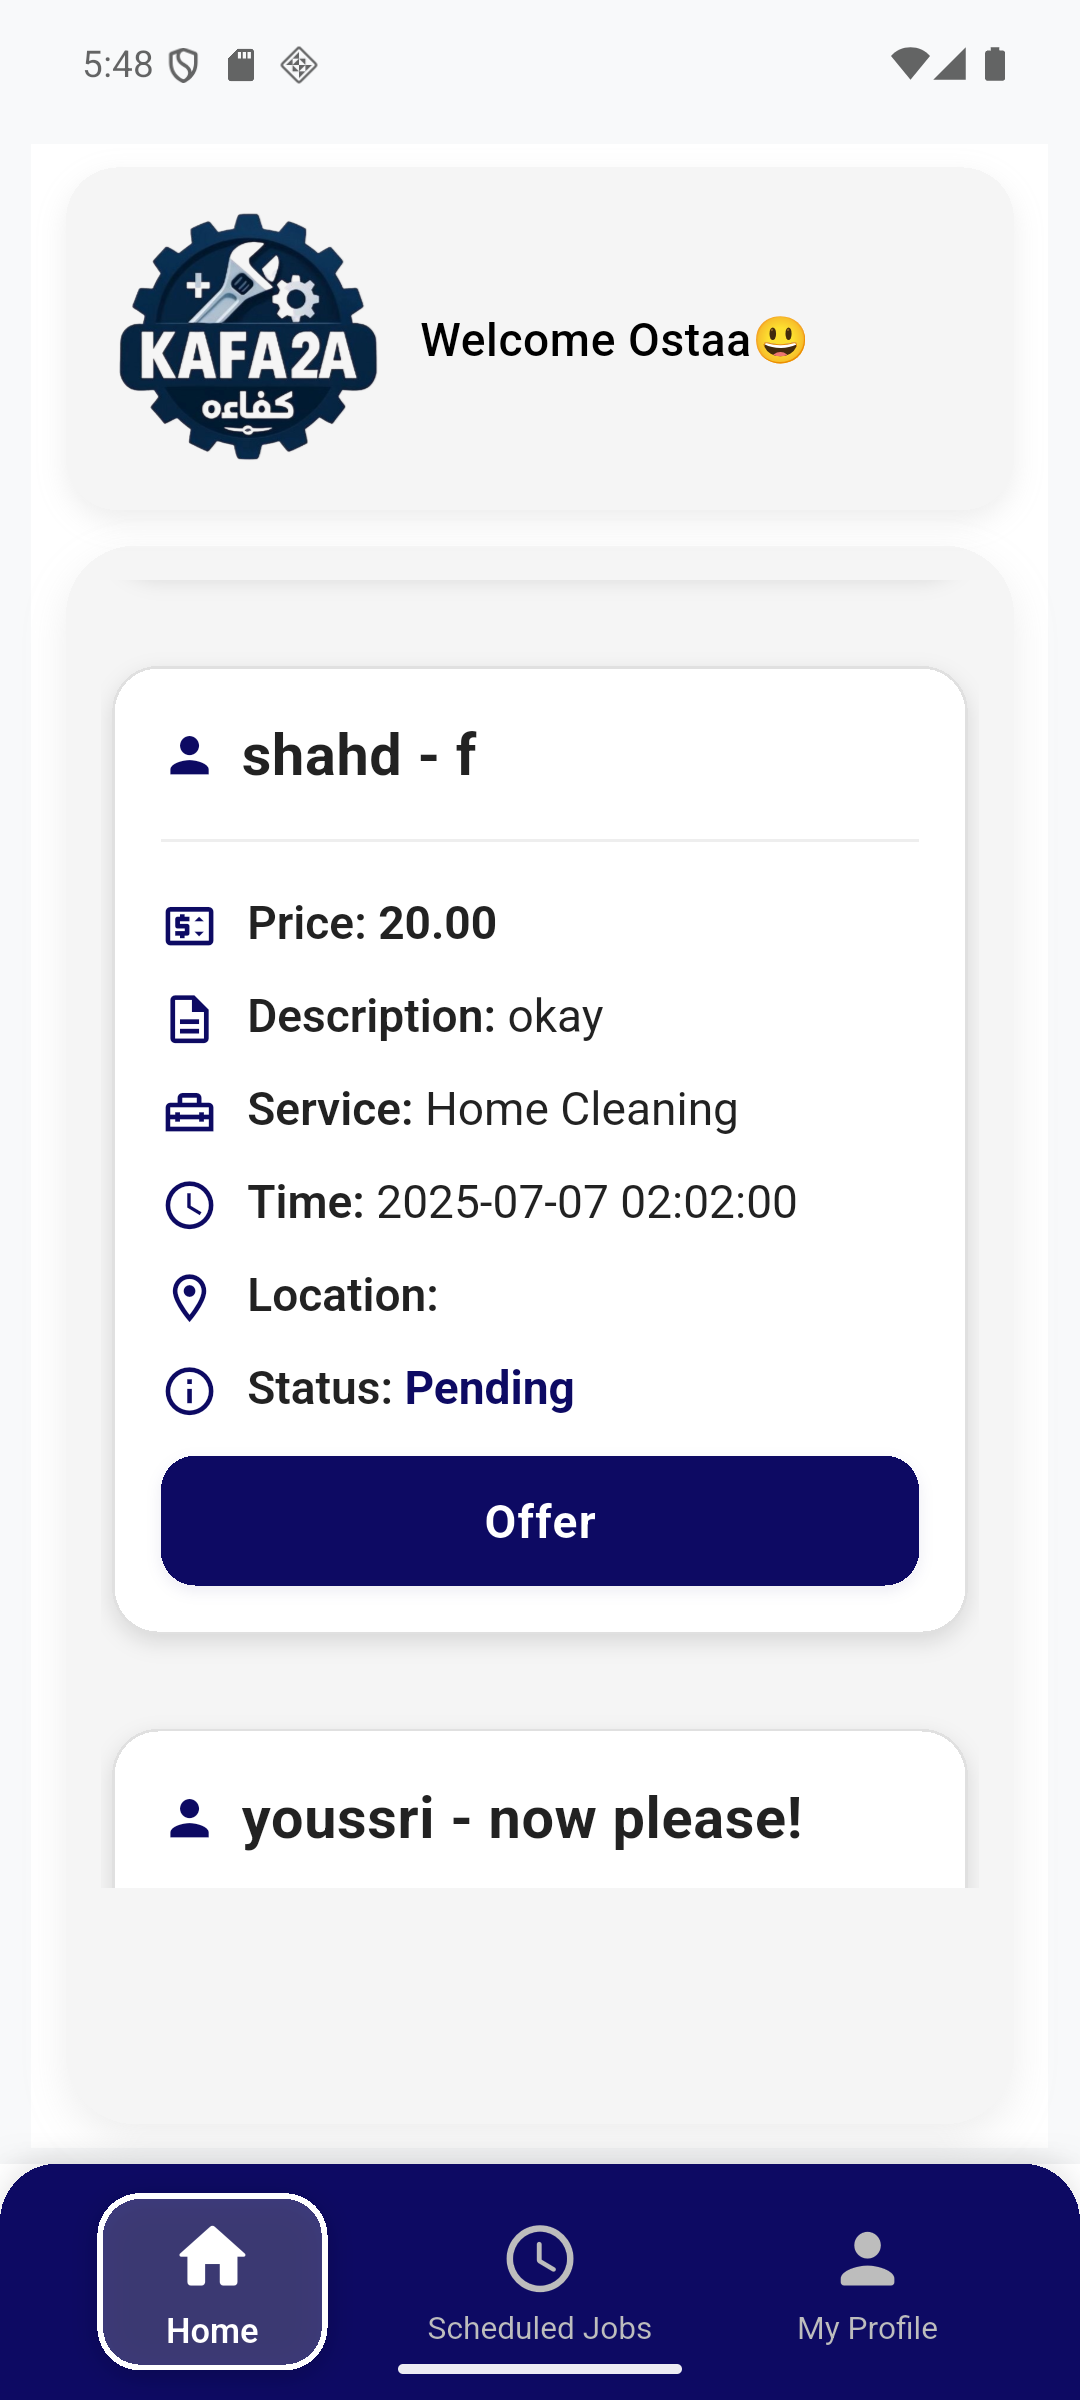 5:48
KAFA2A
كفاءه
Welcome Ostaa😃
shahd - f
Price: 20.00
Description: okay
Service: Home Cleaning
Time: 2025-07-07 02:02:00
Location:
Status: Pending
Offer
youssri - now please!
Home
Scheduled Jobs
My Profile